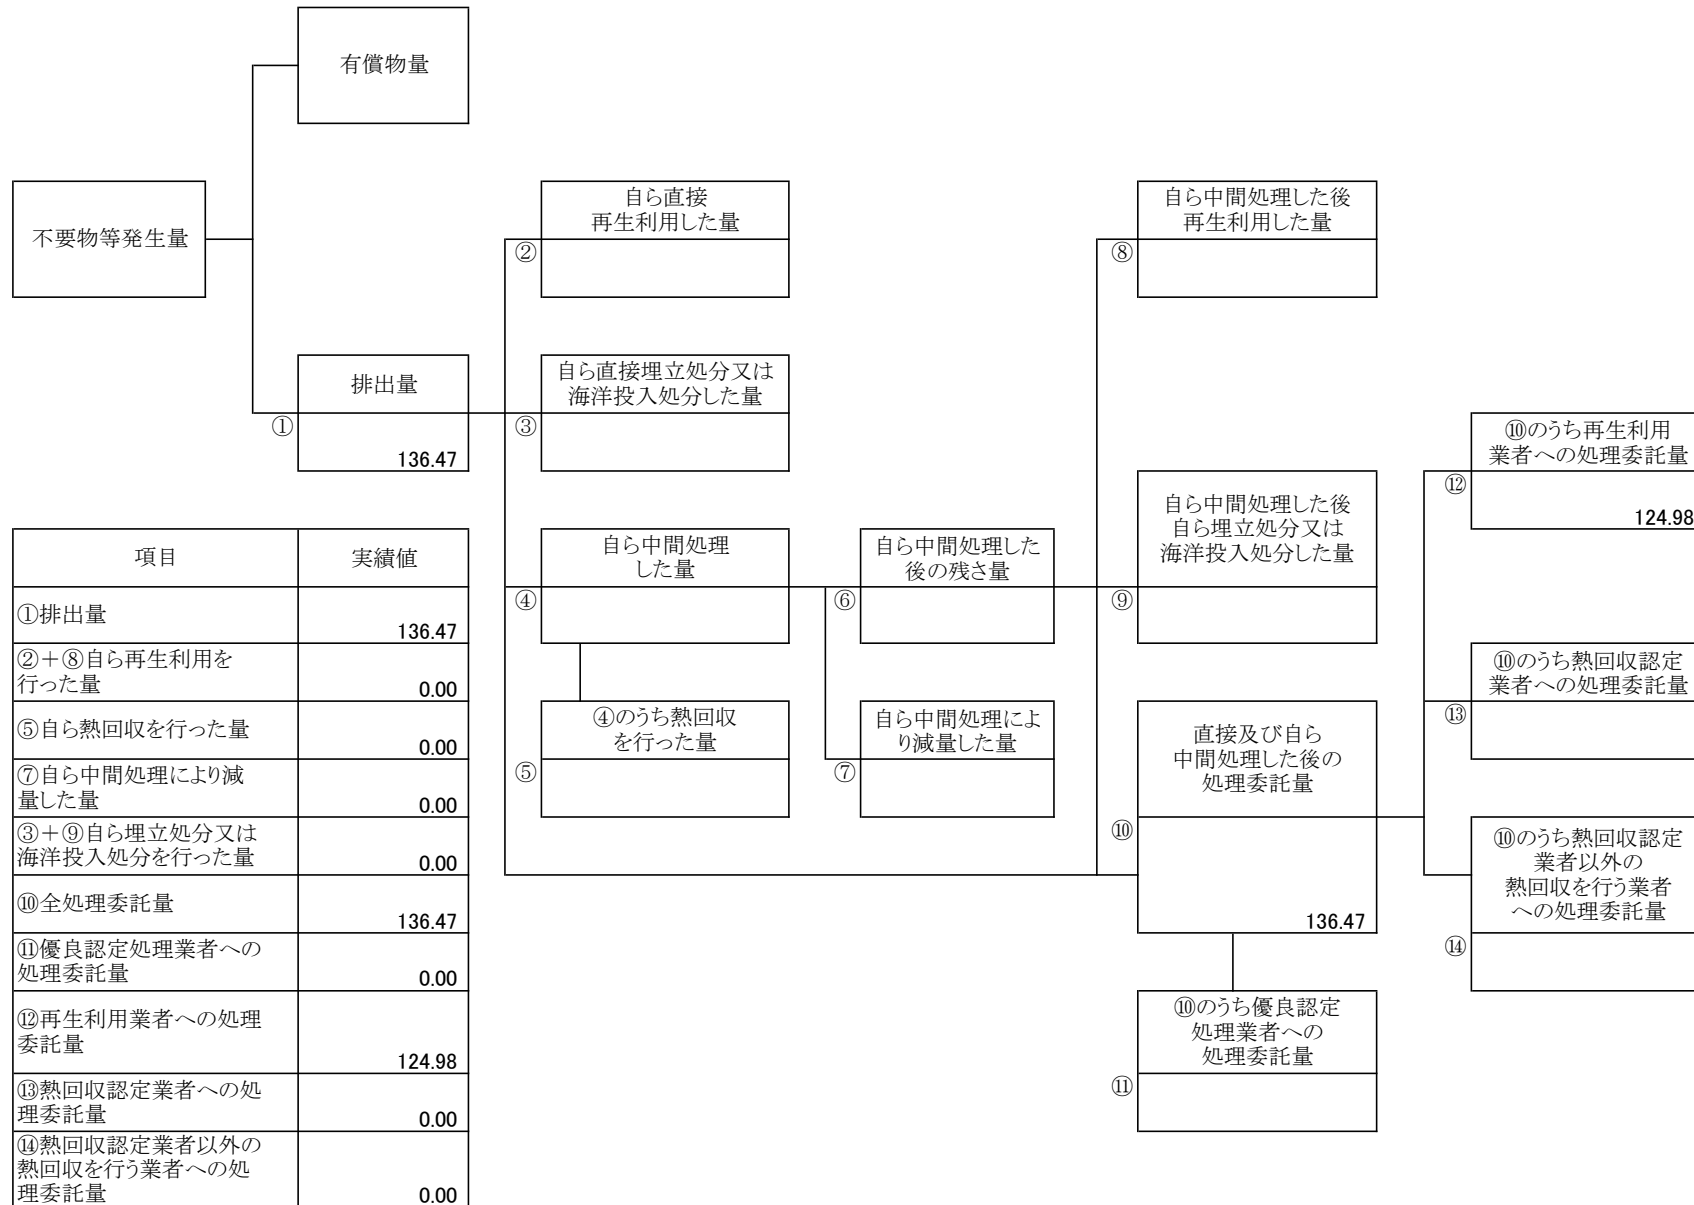 有償物量
不要物等発生量
自ら直接
再生利用した量
②
自ら中間処理した後
再生利用した量
⑧
排出量
①
136.47
自ら直接埋立処分又は
海洋投入処分した量
③
⑩のうち再生利用
業者への処理委託量
⑫
124.98
自ら中間処理した後
自ら埋立処分又は
海洋投入処分した量
⑨
自ら中間処理
した量
④
自ら中間処理した
後の残さ量
⑥
⑩のうち熱回収認定
業者への処理委託量
⑬
④のうち熱回収
を行った量
⑤
自ら中間処理によ
り減量した量
⑦
直接及び自ら
中間処理した後の
処理委託量
⑩
136.47
⑩のうち熱回収認定
業者以外の
熱回収を行う業者
への処理委託量
⑭
⑩のうち優良認定
処理業者への
処理委託量
⑪
項目 実績値
①排出量
136.47
②＋⑧自ら再生利用を
行った量 0.00
⑤自ら熱回収を行った量
0.00
⑦自ら中間処理により減
量した量 0.00
③＋⑨自ら埋立処分又は
海洋投入処分を行った量 0.00
⑩全処理委託量
136.47
⑪優良認定処理業者への
処理委託量 0.00
⑫再生利用業者への処理
委託量
124.98
⑬熱回収認定業者への処
理委託量 0.00
⑭熱回収認定業者以外の
熱回収を行う業者への処
理委託量 0.00